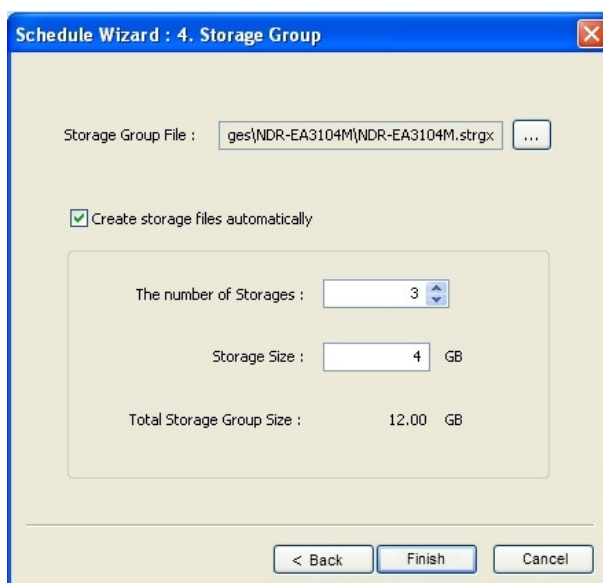 Schedule Wizard : 4. Storage Group
Storage Group File : ges\NDR-EA3104M\NDR-EA3104M.strgx ...
Create storage files automatically
The number of Storages : 3
Storage Size : 4 GB
Total Storage Group Size : 12.00 GB
< Back Finish Cancel